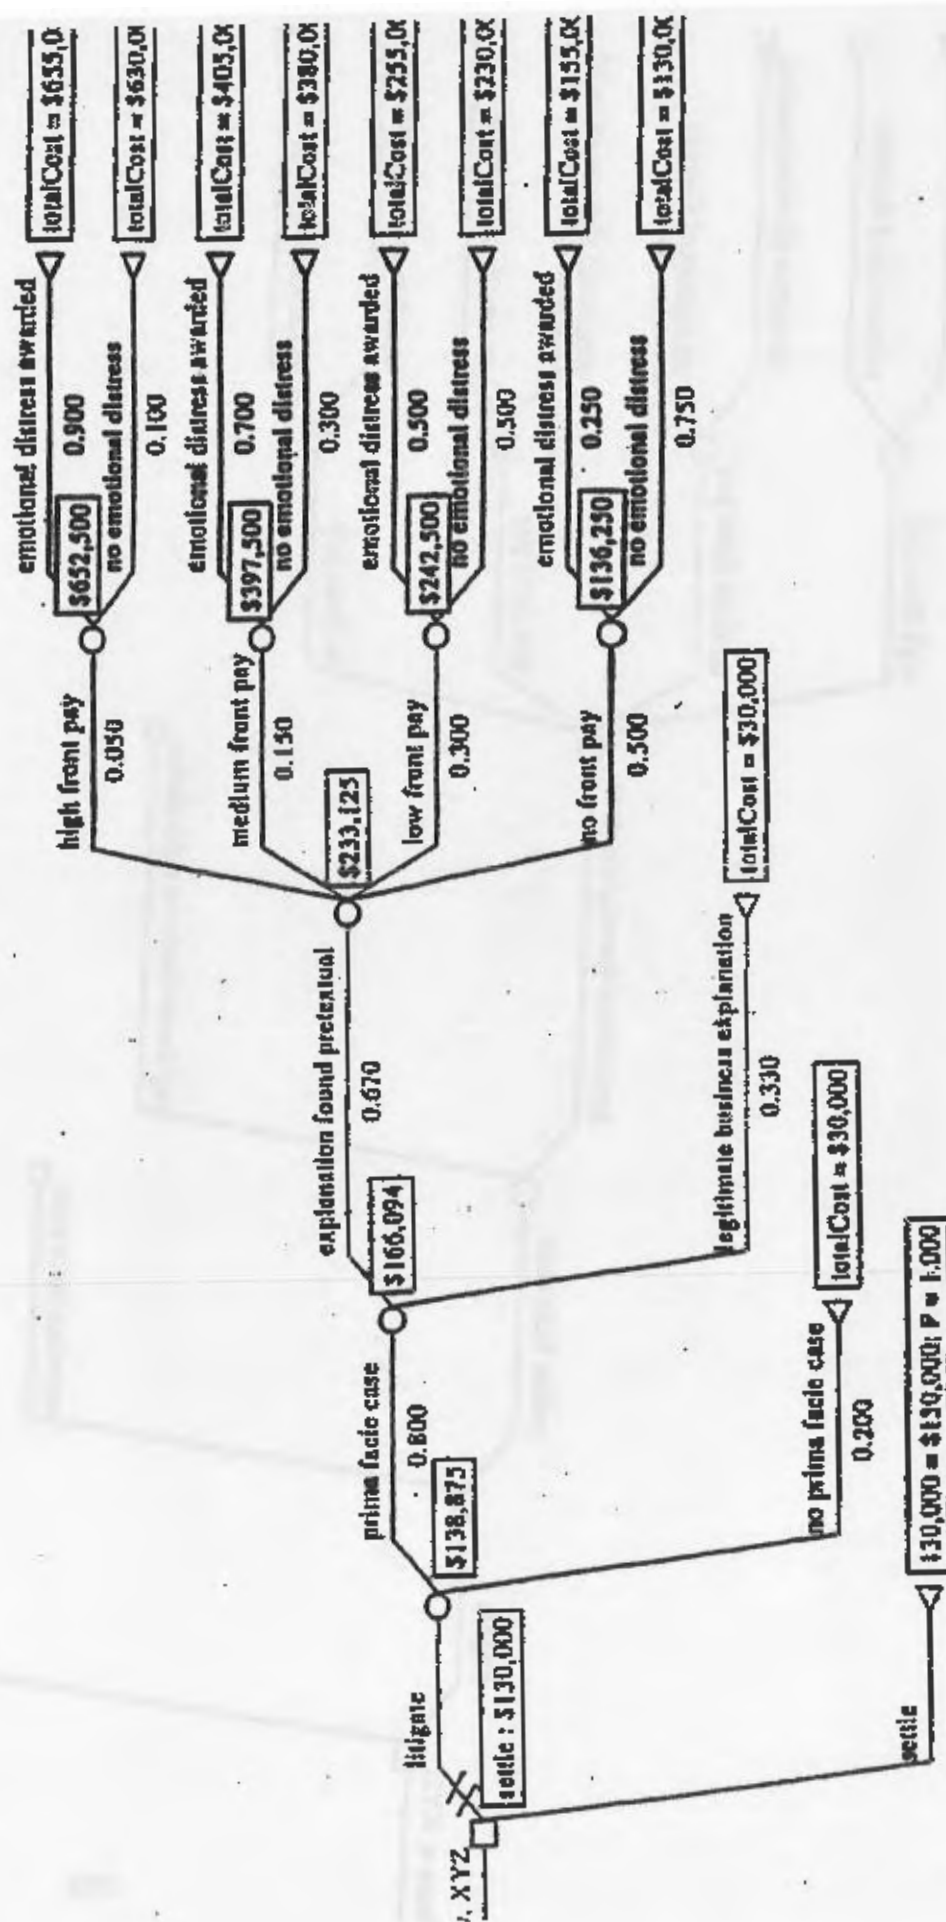 emotional distress awarded
0.900
totalCost = $655,0
$652,500
no emotional distress
0.100
totalCost = $630,0
high front pay
0.050
emotional distress awarded
0.700
totalCost = $405,0
$397,500
no emotional distress
0.300
totalCost = $380,0
medium front pay
0.150
$233,125
emotional distress awarded
0.500
totalCost = $255,0
$242,500
no emotional distress
0.500
totalCost = $230,0
low front pay
0.300
emotional distress awarded
0.250
totalCost = $155,0
$136,250
no emotional distress
0.750
totalCost = $130,0
no front pay
0.500
explanation found pretextual
0.670
$166,094
legitimate business explanation
0.330
totalCost = $30,000
prima facie case
0.800
$138,875
no prima facie case
0.200
totalCost = $30,000
litigate
settle : $130,000
XYZ
settle
$30,000 = $130,000; P = 1.000